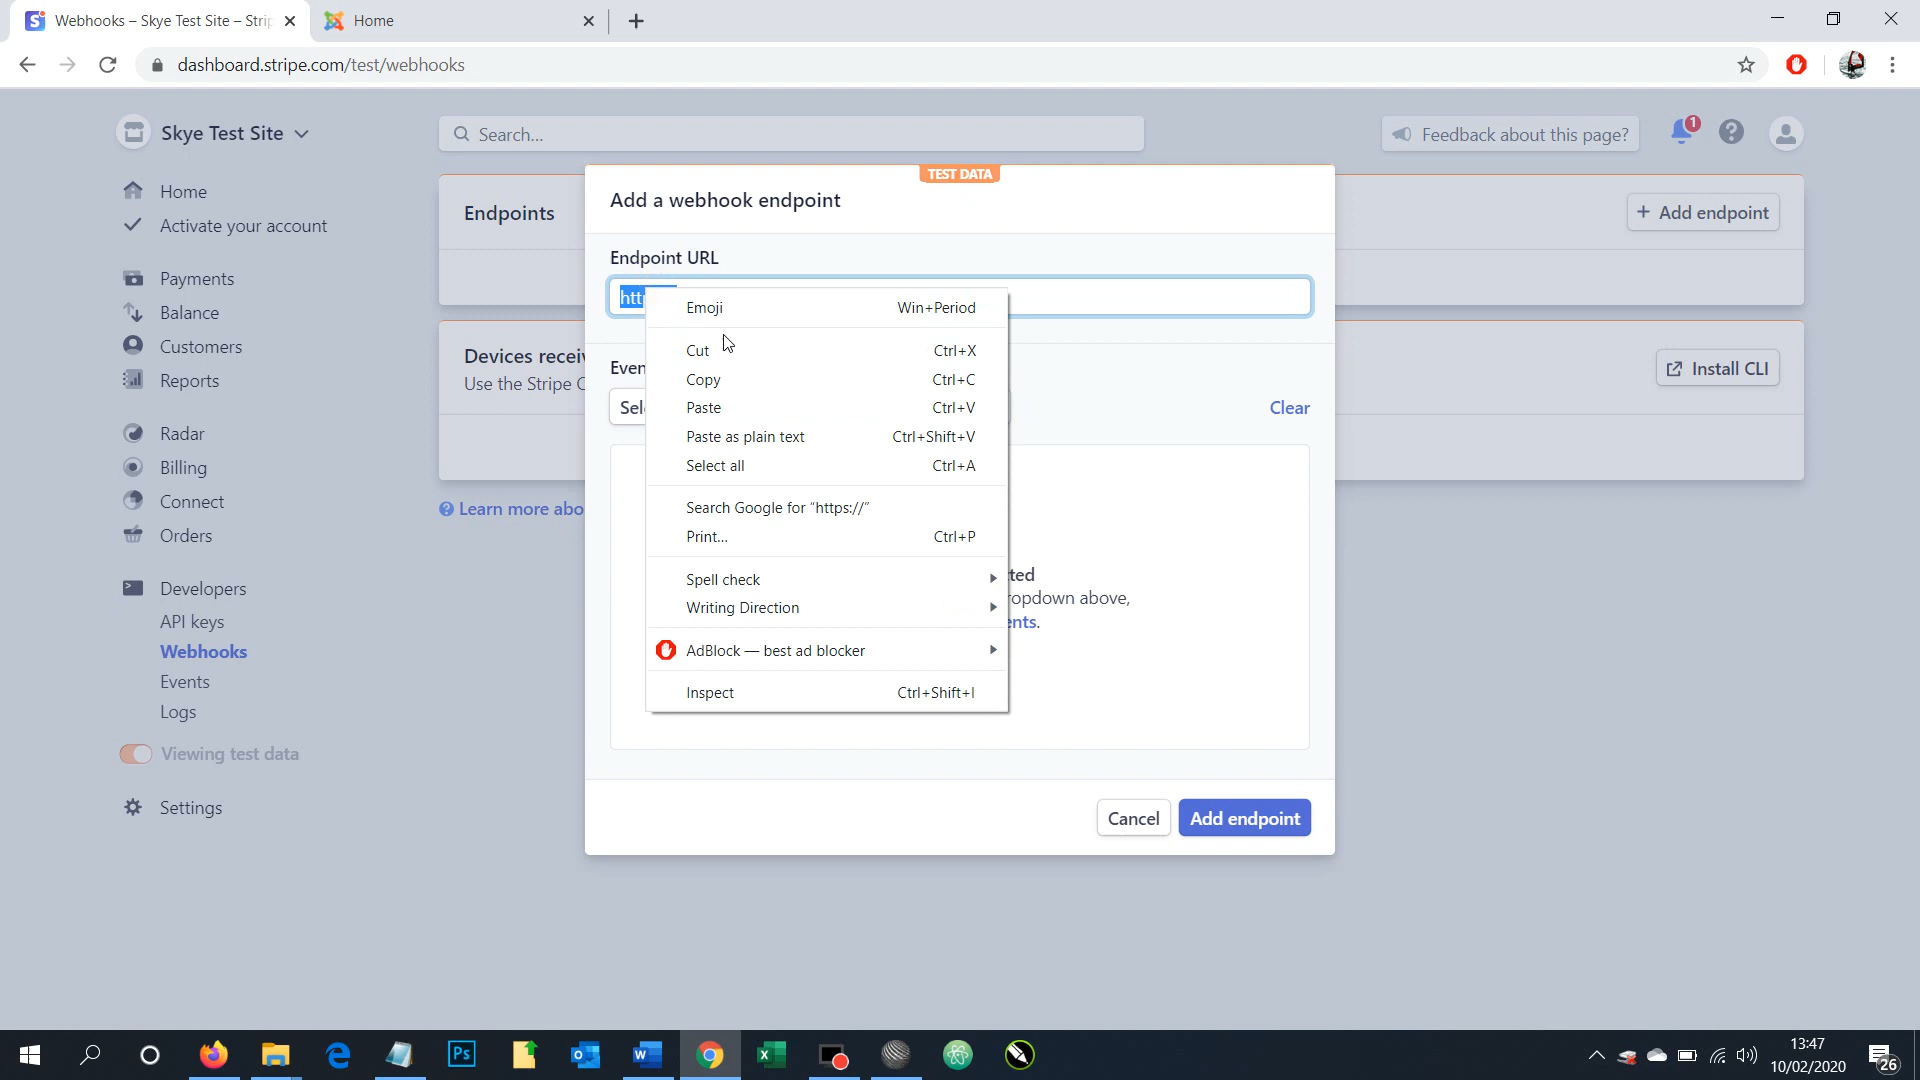 Webhooks – Skye Test Site – Strip
Home
dashboard.stripe.com/test/webhooks
Skye Test Site
Search...
Feedback about this page?
1
Home
Activate your account
Payments
Balance
Customers
Reports
Radar
Billing
Connect
Orders
Developers
API keys
Webhooks
Events
Logs
Viewing test data
Settings
Endpoints
+ Add endpoint
Devices recei
Use the Stripe C
Install CLI
Learn more abo
TEST DATA
Add a webhook endpoint
Endpoint URL
htt
Even
Sel
Clear
cted
ropdown above,
ents.
Cancel
Add endpoint
Emoji Win+Period
Cut Ctrl+X
Copy Ctrl+C
Paste Ctrl+V
Paste as plain text Ctrl+Shift+V
Select all Ctrl+A
Search Google for “https://”
Print... Ctrl+P
Spell check
Writing Direction
AdBlock — best ad blocker
Inspect Ctrl+Shift+I
Ps
13:47
10/02/2020
26